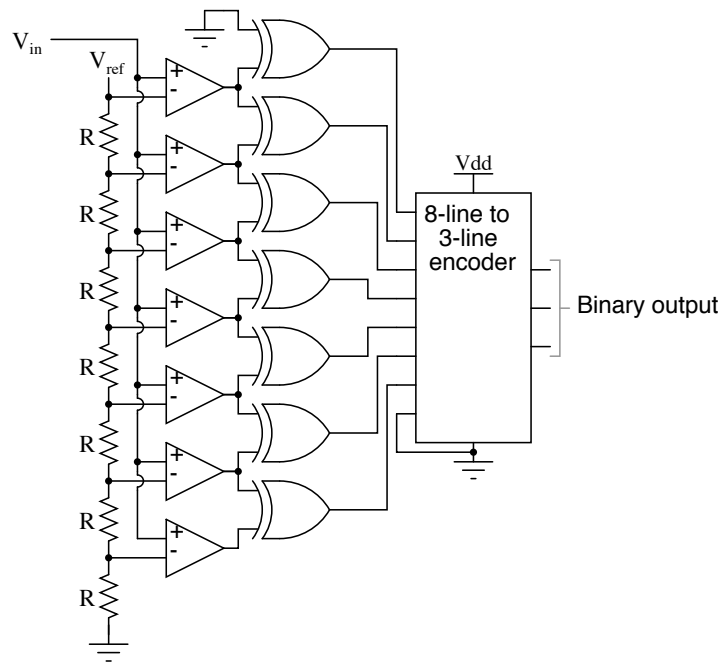 V_in
V_ref
+
-
R
+
-
R
+
-
R
+
-
R
+
-
R
+
-
R
+
-
R
Vdd
8-line to
3-line
encoder
Binary output